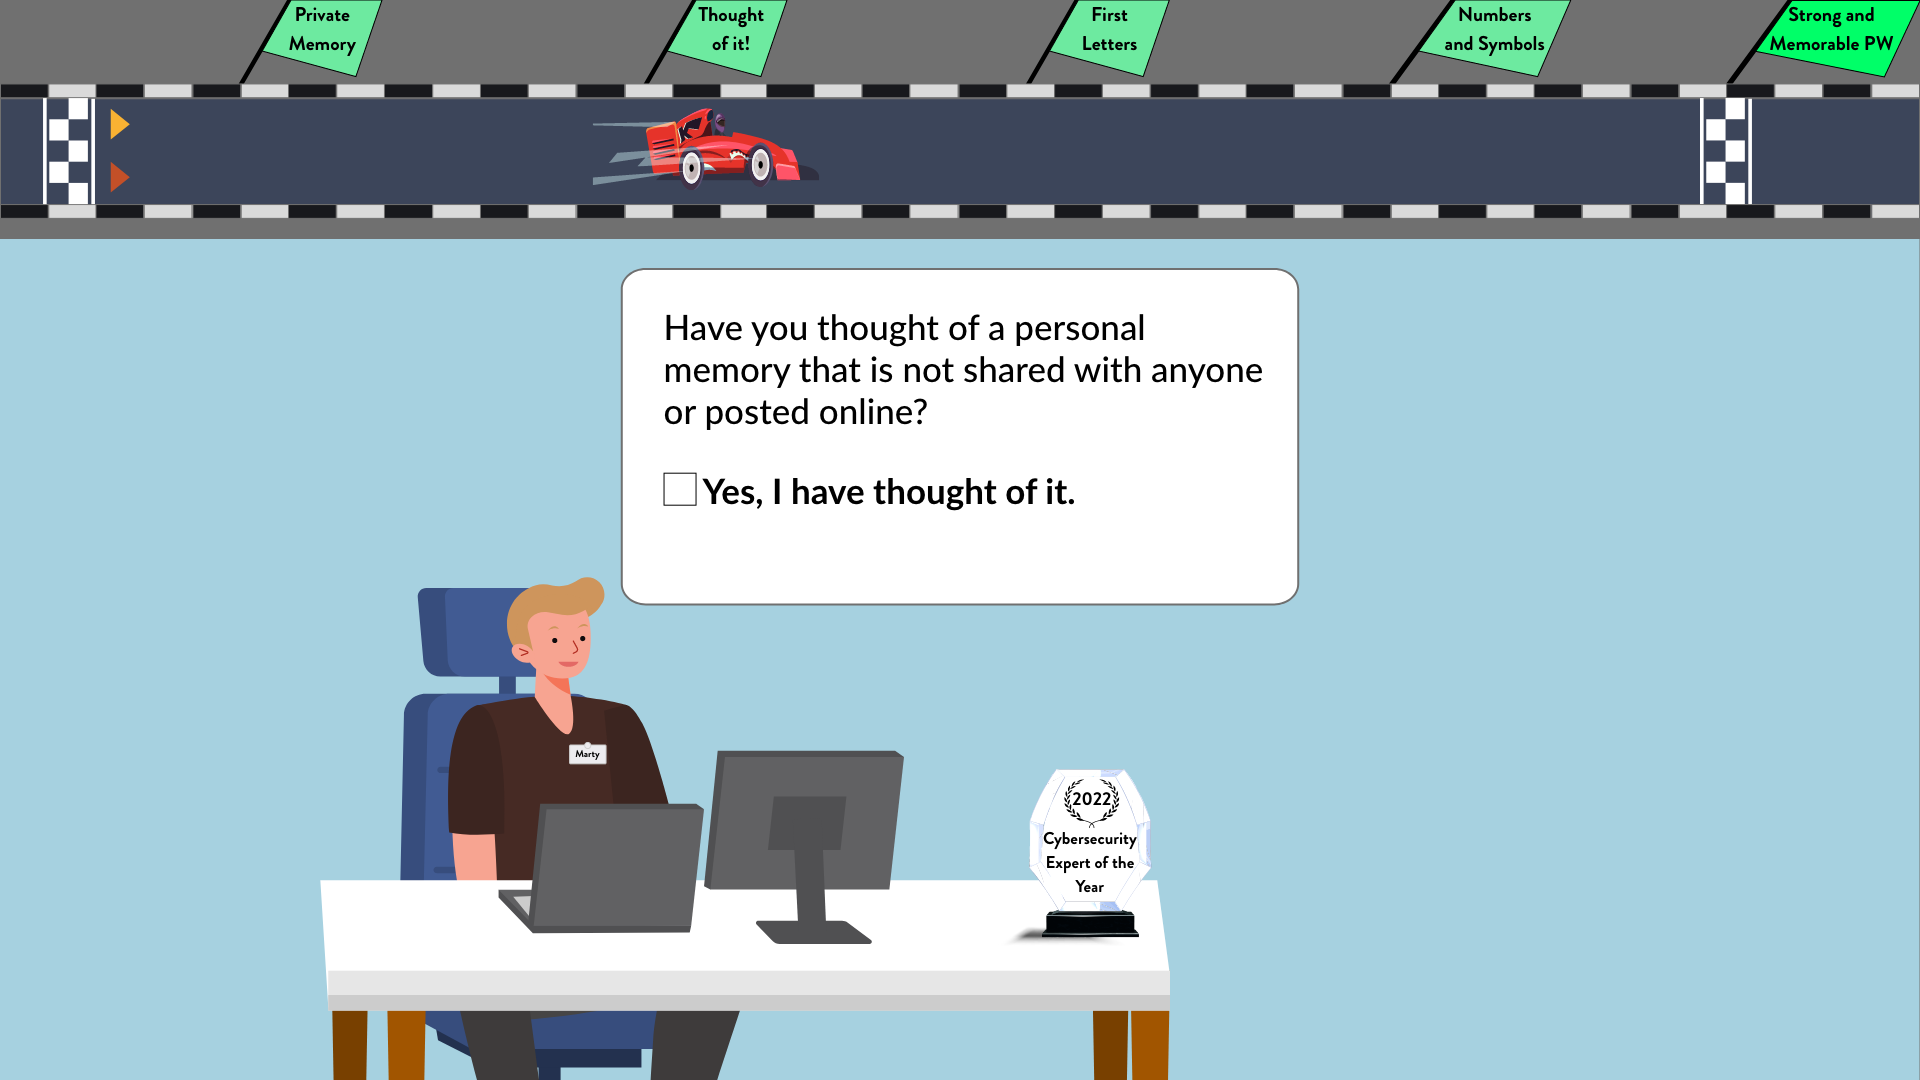 Private
Memory
Thought
of it!
First
Letters
Numbers
and Symbols
Strong and
Memorable PW
Have you thought of a personal
memory that is not shared with anyone
or posted online?
Yes, I have thought of it.
Marty
2022
Cybersecurity
Expert of the
Year